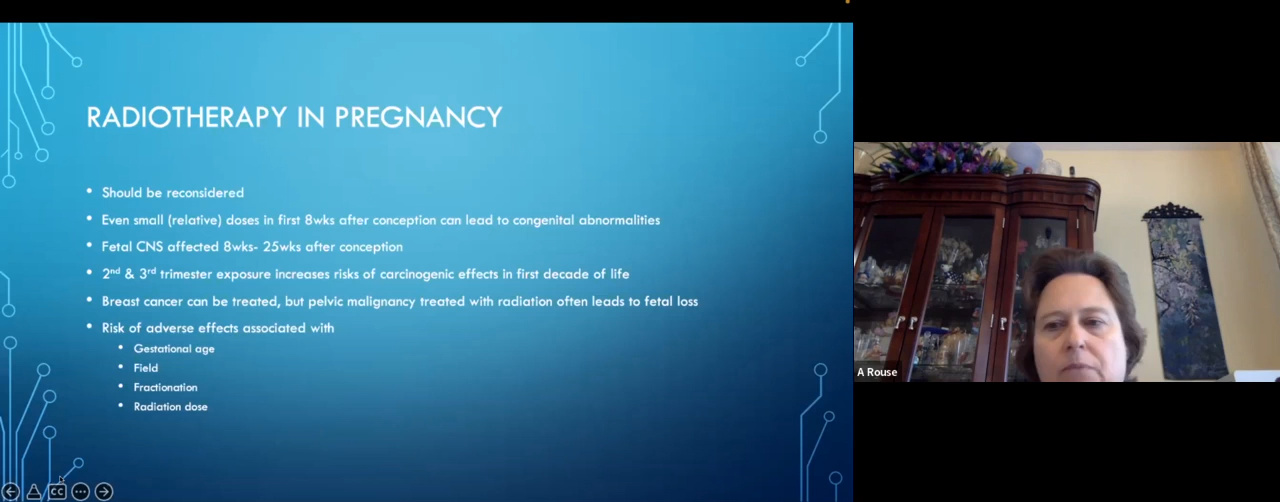 RADIOTHERAPY IN PREGNANCY
• Should be reconsidered
• Even small (relative) doses in first 8wks after conception can lead to congenital abnormalities
• Fetal CNS affected 8wks- 25wks after conception
• 2nd & 3rd trimester exposure increases risks of carcinogenic effects in first decade of life
• Breast cancer can be treated, but pelvic malignancy treated with radiation often leads to fetal loss
• Risk of adverse effects associated with
• Gestational age
• Field
• Fractionation
• Radiation dose
A Rouse
CC